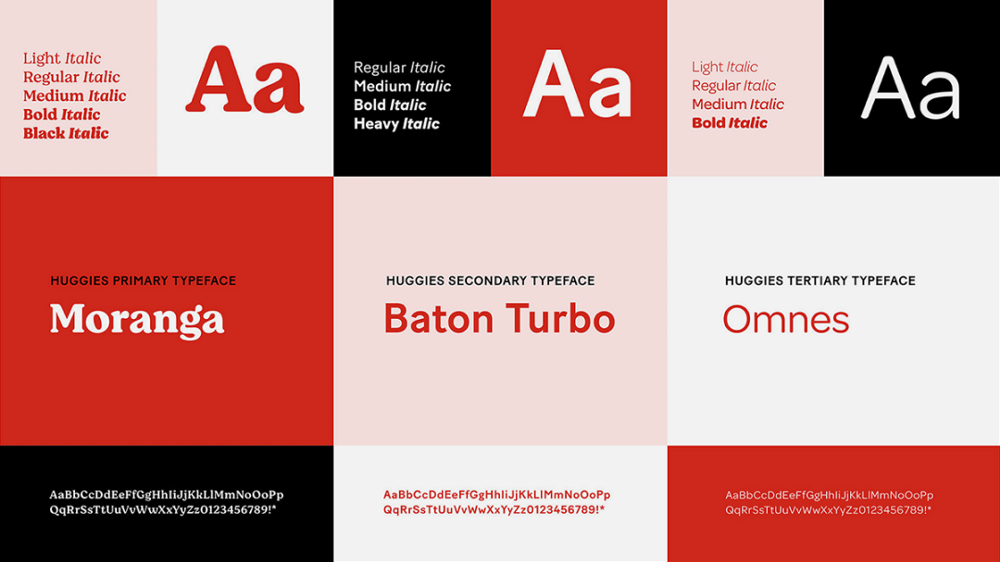 Light Italic
Regular Italic
Medium Italic
Bold Italic
Black Italic
Aa
Regular Italic
Medium Italic
Bold Italic
Heavy Italic
Aa
Light Italic
Regular Italic
Medium Italic
Bold Italic
Aa
HUGGIES PRIMARY TYPEFACE
Moranga
HUGGIES SECONDARY TYPEFACE
Baton Turbo
HUGGIES TERTIARY TYPEFACE
Omnes
AaBbCcDdEeFfGgHhIiJjKkLlMmNoOoPp
QqRrSsTtUuVvWwXxYyZz0123456789!*
AaBbCcDdEeFfGgHhIiJjKkLlMmNoOoPp
QqRrSsTtUuVvWwXxYyZz0123456789!*
AaBbCcDdEeFfGgHhIiJjKkLlMmNoOoPp
QqRrSsTtUuVvWwXxYyZz0123456789!*